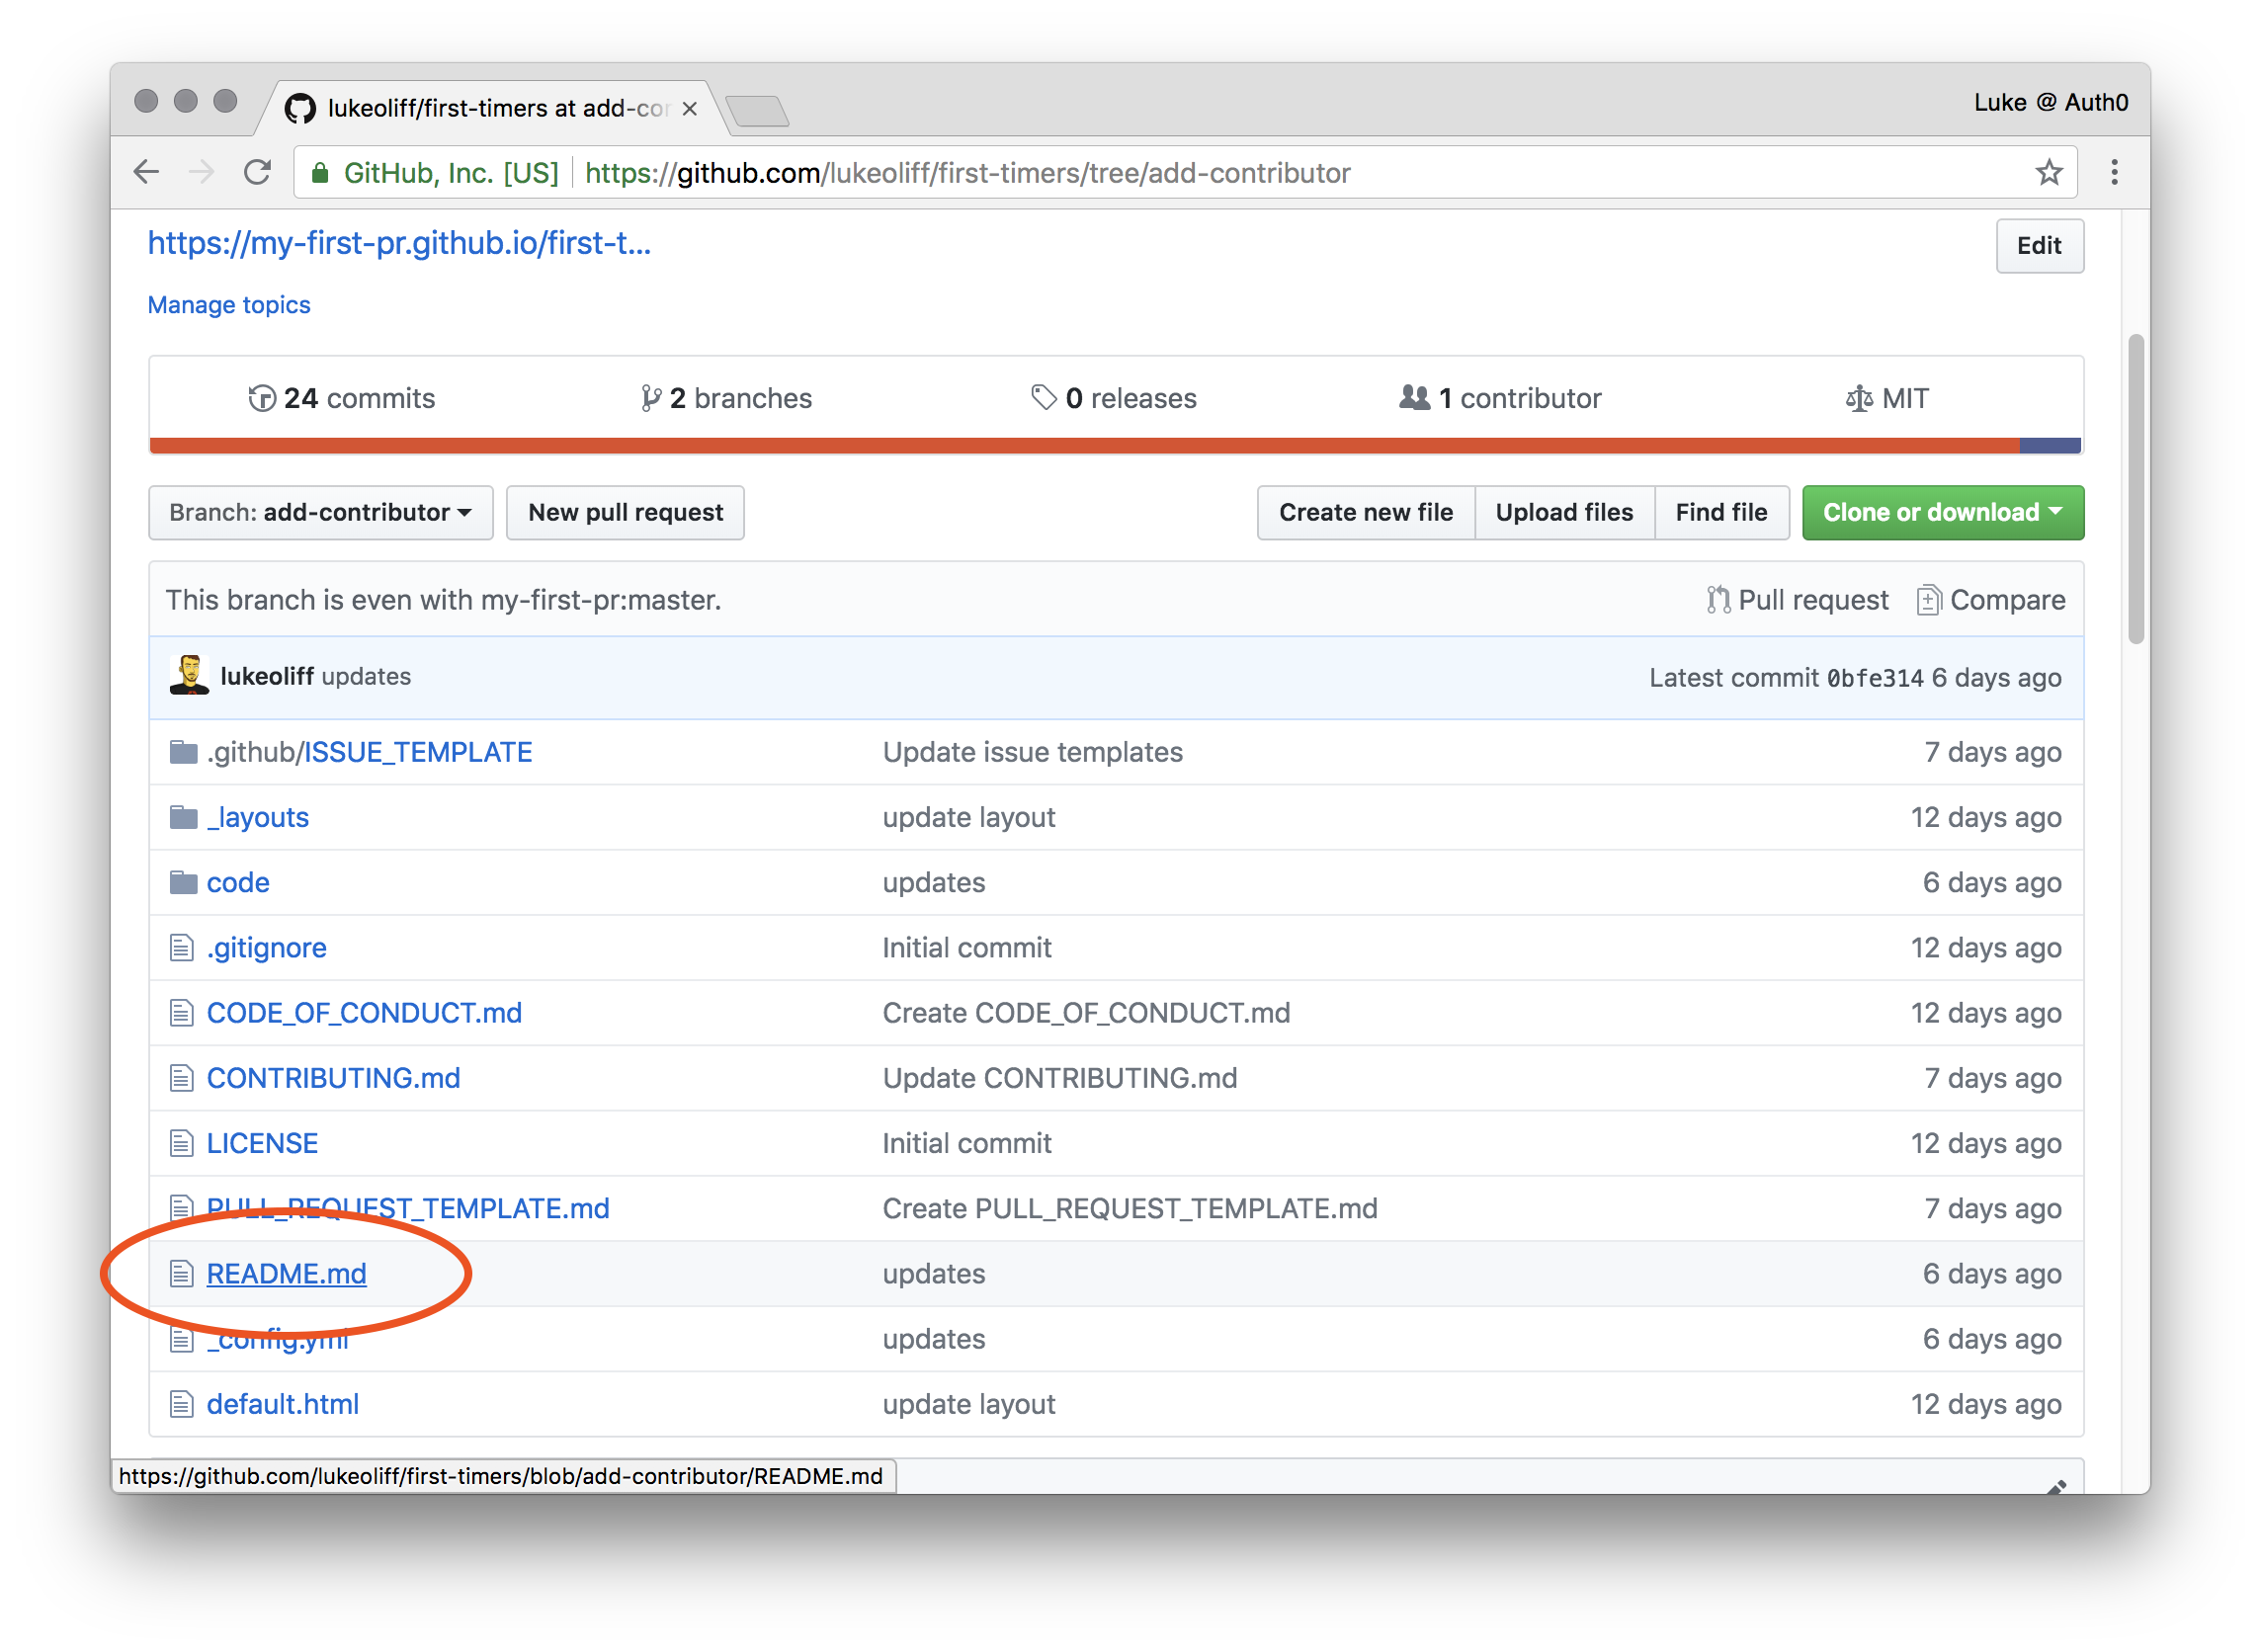 lukeoliff/first-timers at add-cor
Luke @ Auth0
GitHub, Inc. [US] https://github.com/lukeoliff/first-timers/tree/add-contributor
https://my-first-pr.github.io/first-t...
Edit
Manage topics
24 commits 2 branches 0 releases 1 contributor MIT
Branch: add-contributor New pull request Create new file Upload files Find file Clone or download
This branch is even with my-first-pr:master. Pull request Compare
lukeoliff updates Latest commit 0bfe314 6 days ago
.github/ISSUE_TEMPLATE Update issue templates 7 days ago
_layouts update layout 12 days ago
code updates 6 days ago
.gitignore Initial commit 12 days ago
CODE_OF_CONDUCT.md Create CODE_OF_CONDUCT.md 12 days ago
CONTRIBUTING.md Update CONTRIBUTING.md 7 days ago
LICENSE Initial commit 12 days ago
PULL_REQUEST_TEMPLATE.md Create PULL_REQUEST_TEMPLATE.md 7 days ago
README.md updates 6 days ago
_config.yml updates 6 days ago
default.html update layout 12 days ago
https://github.com/lukeoliff/first-timers/blob/add-contributor/README.md